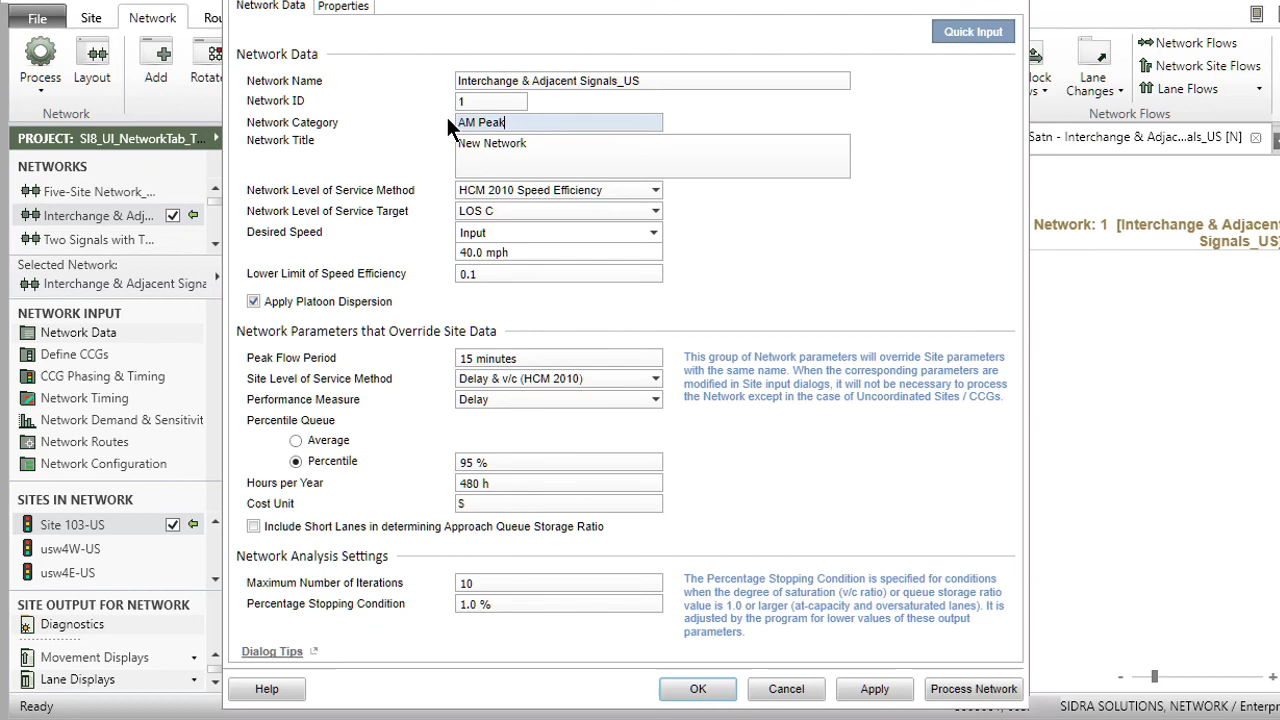 Network Data Properties
File Site Network Rou
Quick Input
Process Layout Add Rotate
Network
Network Flows
Network Site Flows
Lane Changes Lane Flows
Network Flows
Network Data
Network Name Interchange & Adjacent Signals_US
Network ID 1
Network Category AM Peak
Network Title New Network
Network Level of Service Method HCM 2010 Speed Efficiency
Network Level of Service Target LOS C
Desired Speed Input
40.0 mph
Lower Limit of Speed Efficiency 0.1
Apply Platoon Dispersion
Network Parameters that Override Site Data
Peak Flow Period 15 minutes
Site Level of Service Method Delay & v/c (HCM 2010)
Performance Measure Delay
Percentile Queue
Average
Percentile 95 %
Hours per Year 480 h
Cost Unit $
Include Short Lanes in determining Approach Queue Storage Ratio
This group of Network parameters will override Site parameters
with the same name. When the corresponding parameters are
modified in Site input dialogs, it will not be necessary to process
the Network except in the case of Uncoordinated Sites / CCGs.
Network Analysis Settings
Maximum Number of Iterations 10
Percentage Stopping Condition 1.0 %
The Percentage Stopping Condition is specified for conditions
when the degree of saturation (v/c ratio) or queue storage ratio
value is 1.0 or larger (at-capacity and oversaturated lanes). It is
adjusted by the program for lower values of these output
parameters.
Dialog Tips
Help OK Cancel Apply Process Network
PROJECT: SI8_UI_NetworkTab_T...
NETWORKS
Five-Site Network_...
Interchange & Adj...
Two Signals with T...
Selected Network:
Interchange & Adjacent Signa
NETWORK INPUT
Network Data
Define CCGs
CCG Phasing & Timing
Network Timing
Network Demand & Sensitivit
Network Routes
Network Configuration
SITES IN NETWORK
Site 103-US
usw4W-US
usw4E-US
SITE OUTPUT FOR NETWORK
Diagnostics
Movement Displays
Lane Displays
Ready
Satn - Interchange & Adjac...als_US [N]
Network: 1 [Interchange & Adjacent
Signals_US]
SIDRA SOLUTIONS, NETWORK / Enterpri